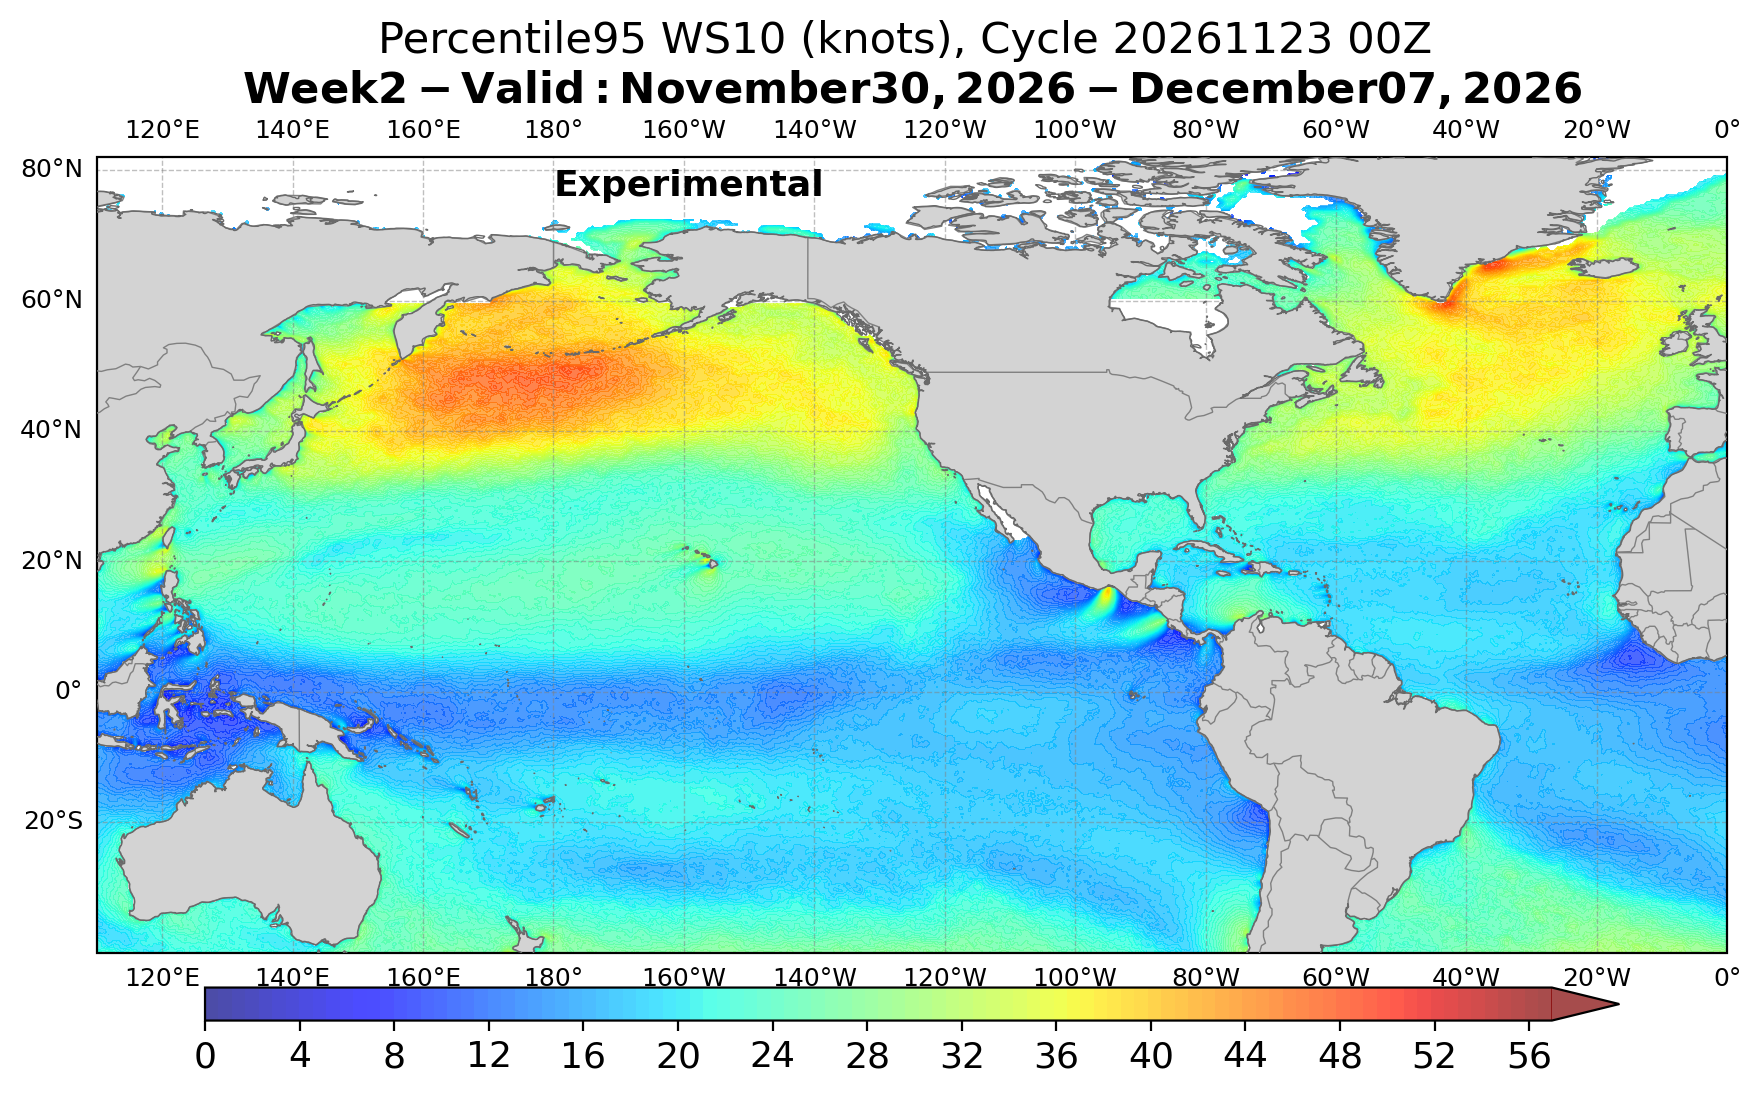 Percentile95 WS10 (knots), Cycle 20261123 00Z
Week2 − Valid : November30, 2026 − December07, 2026
120°E 140°E 160°E 180° 160°W 140°W 120°W 100°W 80°W 60°W 40°W 20°W 0°
80°N
Experimental
60°N
40°N
20°N
0°
20°S
120°E 140°E 160°E 180° 160°W 140°W 120°W 100°W 80°W 60°W 40°W 20°W 0°
0 4 8 12 16 20 24 28 32 36 40 44 48 52 56